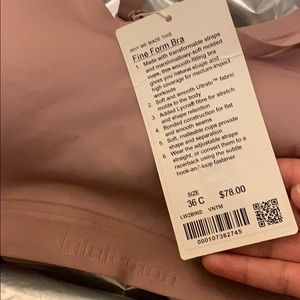 WHY WE MADE THIS
Fine Form Bra
1. Made with transformable straps
and marshmallowy-soft molded
cups, this smooth-fitting bra
gives you natural shape and
high coverage for medium-impact
workouts
2. Soft and smooth Ultralu™ fabric
molds to the body
3. Added Lycra® fibre for stretch
and shape retention
4. Bonded construction for flat
and smooth seams
5. Soft, malleable cups provide
shape and separation
6. Wear the adjustable straps
straight, or convert them to a
racerback using the subtle
hook-and-loop fastener
SIZE
36 C
$78.00
LW2BINS VNTM
000107382745
lululemon